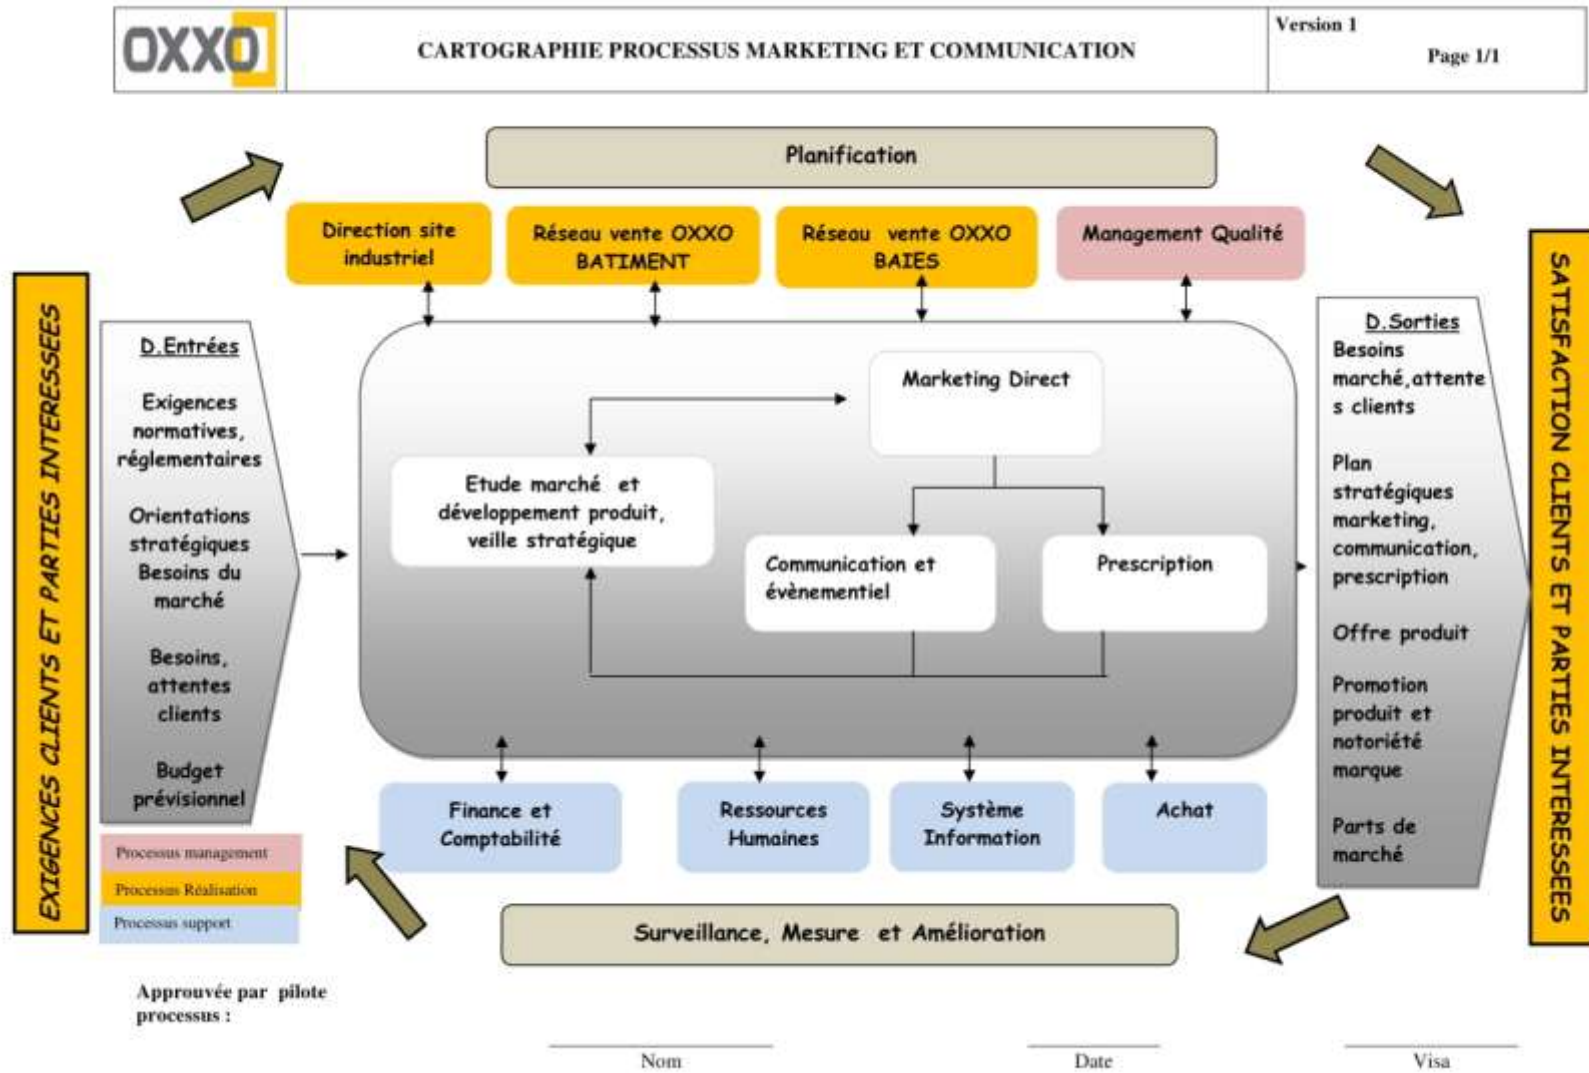 OXXO
CARTOGRAPHIE PROCESSUS MARKETING ET COMMUNICATION
Version 1
Page 1/1
Planification
Direction site
industriel
Réseau vente OXXO
BATIMENT
Réseau vente OXXO
BAIES
Management Qualité
EXIGENCES CLIENTS ET PARTIES INTERESSEES
D.Entrées
Exigences
normatives,
réglementaires
Orientations
stratégiques
Besoins du
marché
Besoins,
attentes
clients
Budget
prévisionnel
Marketing Direct
Etude marché et
développement produit,
veille stratégique
Communication et
évènementiel
Prescription
D.Sorties
Besoins
marché,attente
s clients
Plan
stratégiques
marketing,
communication,
prescription
Offre produit
Promotion
produit et
notoriété
marque
Parts de
marché
SATISFACTION CLIENTS ET PARTIES INTERESSEES
Finance et
Comptabilité
Ressources
Humaines
Système
Information
Achat
Processus management
Processus Réalisation
Processus support
Surveillance, Mesure et Amélioration
Approuvée par pilote
processus :
Nom
Date
Visa